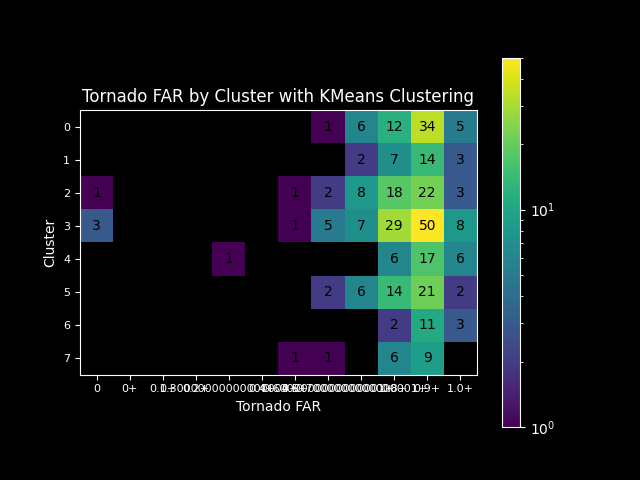 Tornado FAR by Cluster with KMeans Clustering
0 1 6 12 34 5
1 2 7 14 3
2 1 1 2 8 18 22 3
3 3 1 5 7 29 50 8
4 1 6 17 6
5 2 6 14 21 2
6 2 11 3
7 1 1 6 9
Cluster
0 0+ 0.9+ 1.0+
Tornado FAR
10¹
10⁰